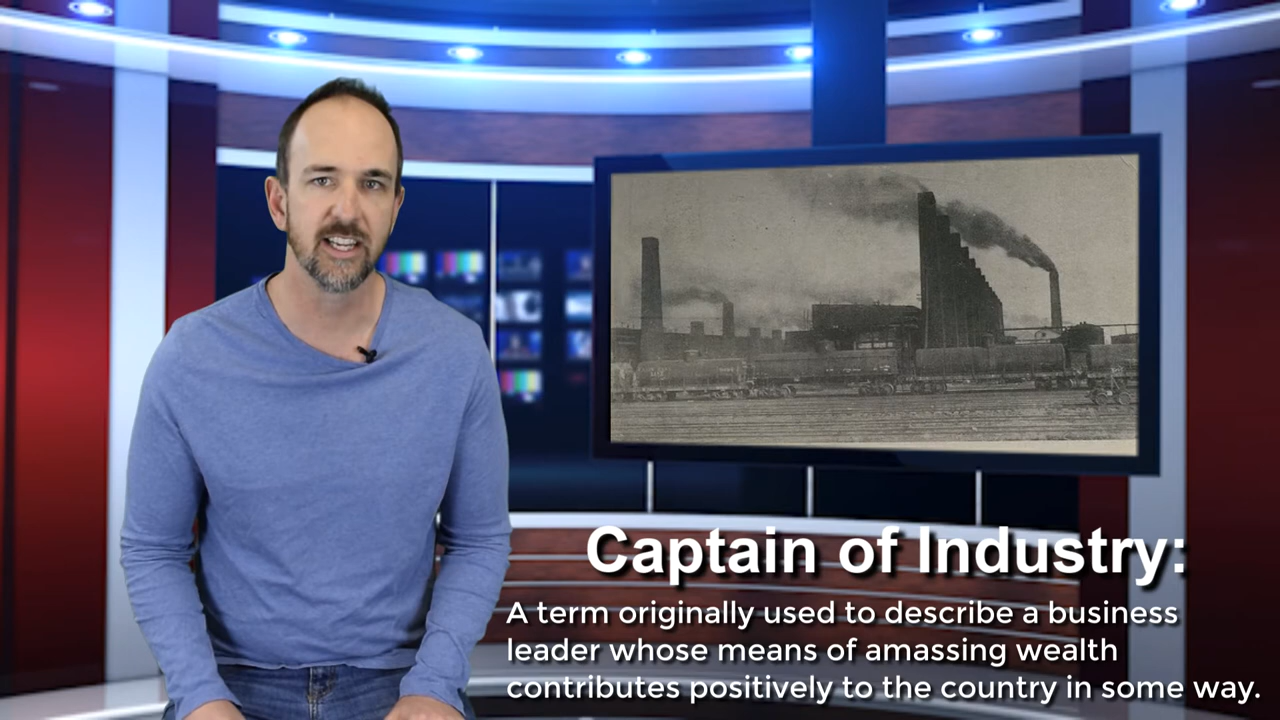 Captain of Industry:
A term originally used to describe a business
leader whose means of amassing wealth
contributes positively to the country in some way.